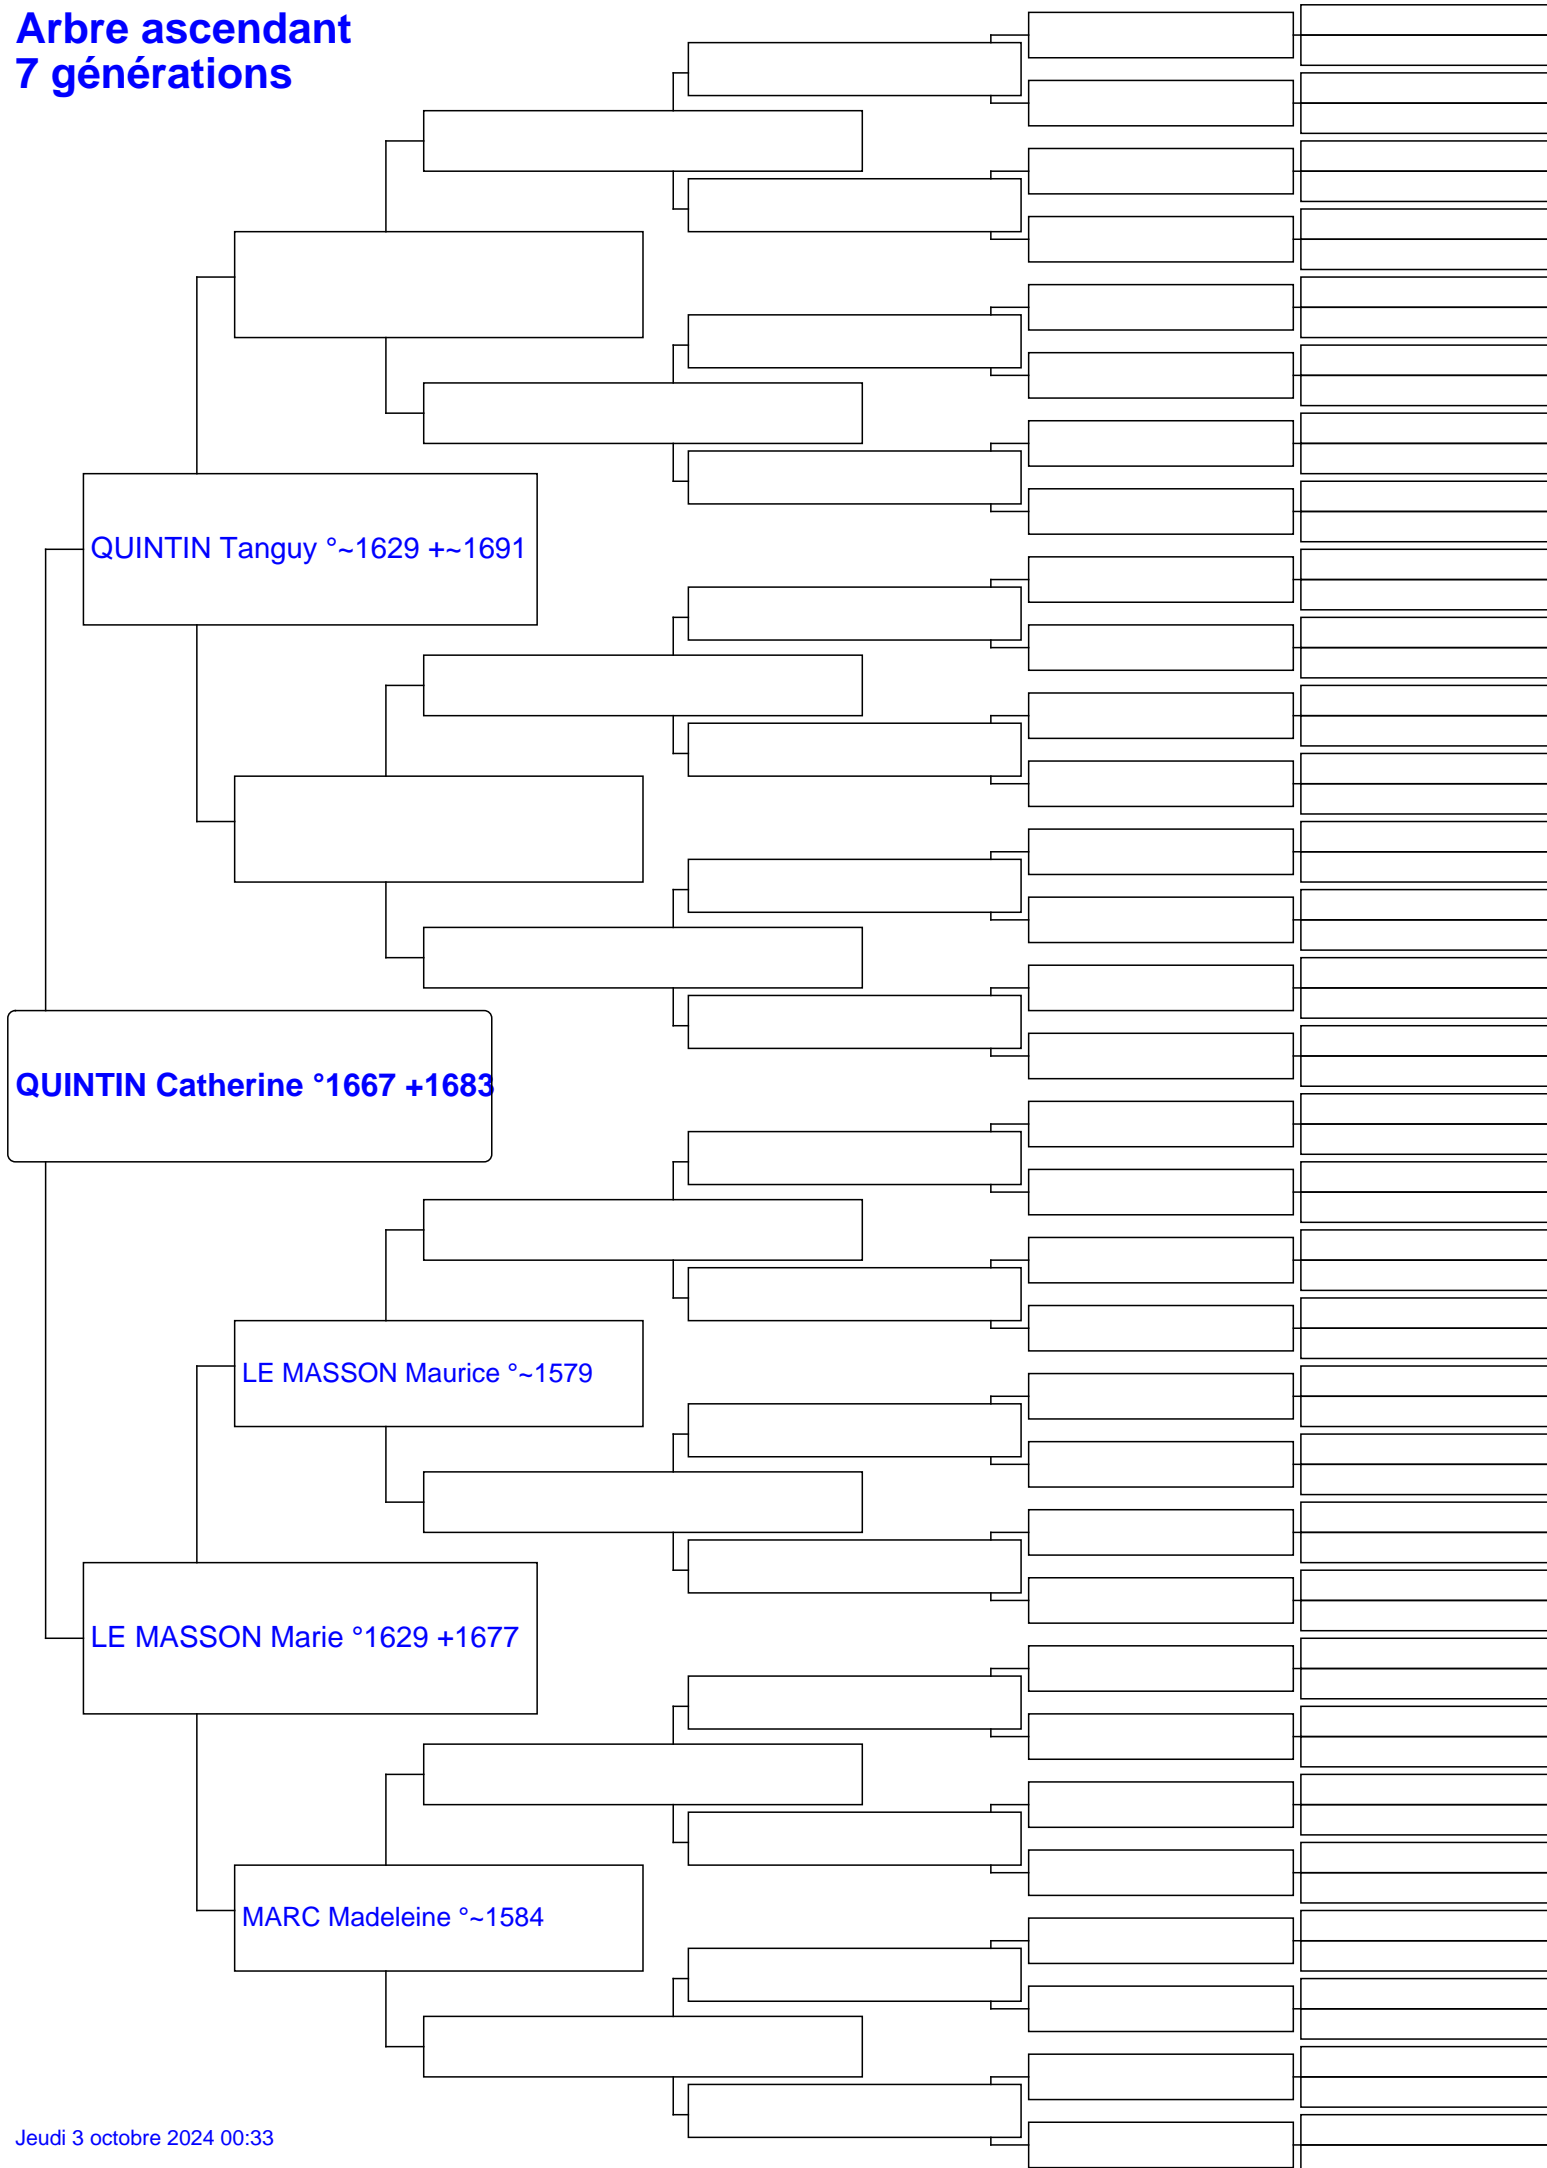 Arbre ascendant
7 générations
QUINTIN Tanguy °~1629 +~1691
QUINTIN Catherine °1667 +1683
LE MASSON Maurice °~1579
LE MASSON Marie °1629 +1677
MARC Madeleine °~1584
Jeudi 3 octobre 2024 00:33